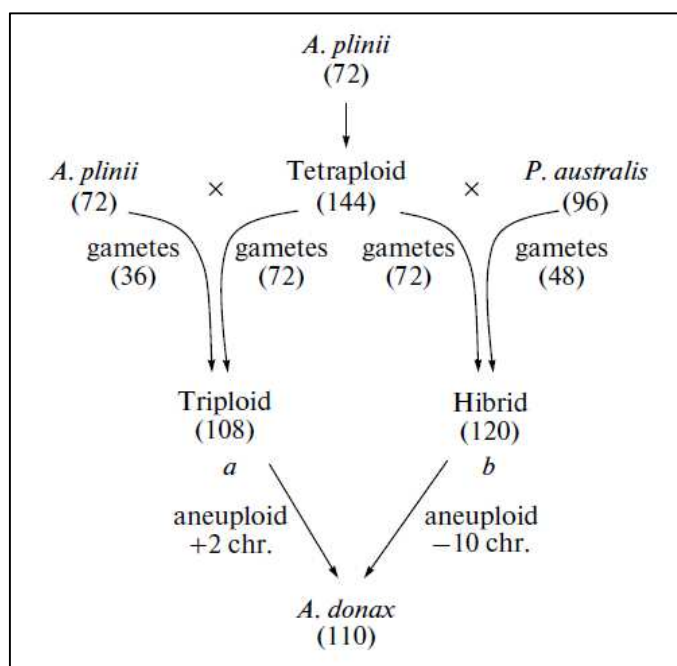 A. plinii
(72)
A. plinii × Tetraploid × P. australis
(72) (144) (96)
gametes gametes gametes gametes
(36) (72) (72) (48)
Triploid Hibrid
(108) (120)
a b
aneuploid aneuploid
+2 chr. −10 chr.
A. donax
(110)